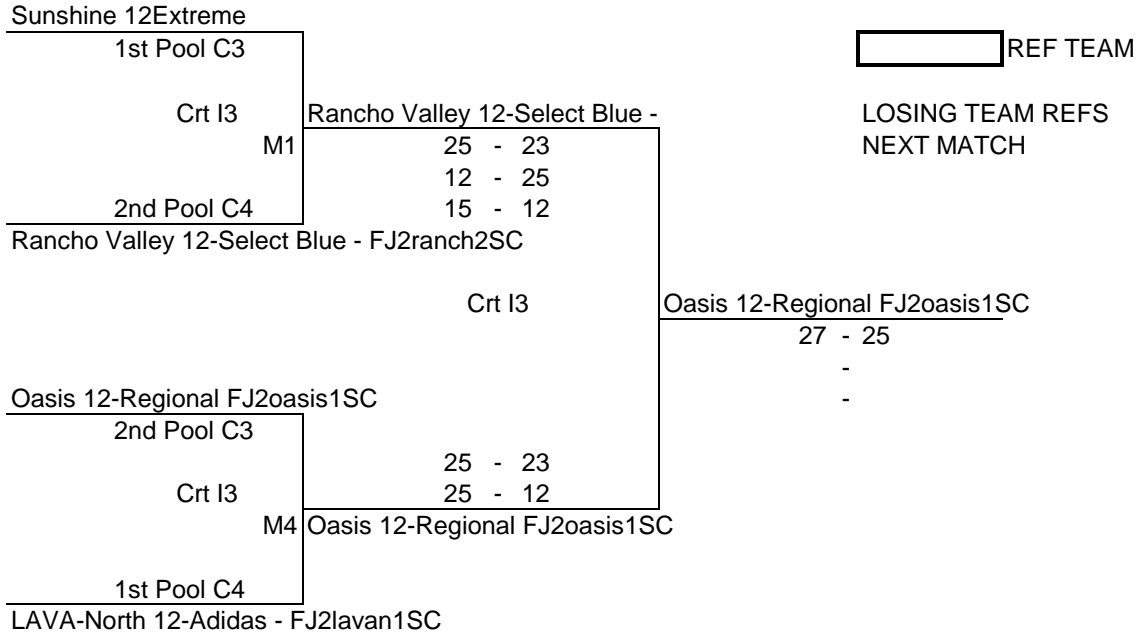 Sunshine 12Extreme
1st Pool C3
REF TEAM
Crt I3
Rancho Valley 12-Select Blue -
LOSING TEAM REFS
M1
25 - 23
NEXT MATCH
12 - 25
2nd Pool C4
15 - 12
Rancho Valley 12-Select Blue - FJ2ranch2SC
Crt I3
Oasis 12-Regional FJ2oasis1SC
27 - 25
-
Oasis 12-Regional FJ2oasis1SC
-
2nd Pool C3
25 - 23
Crt I3
25 - 12
M4
Oasis 12-Regional FJ2oasis1SC
1st Pool C4
LAVA-North 12-Adidas - FJ2lavan1SC